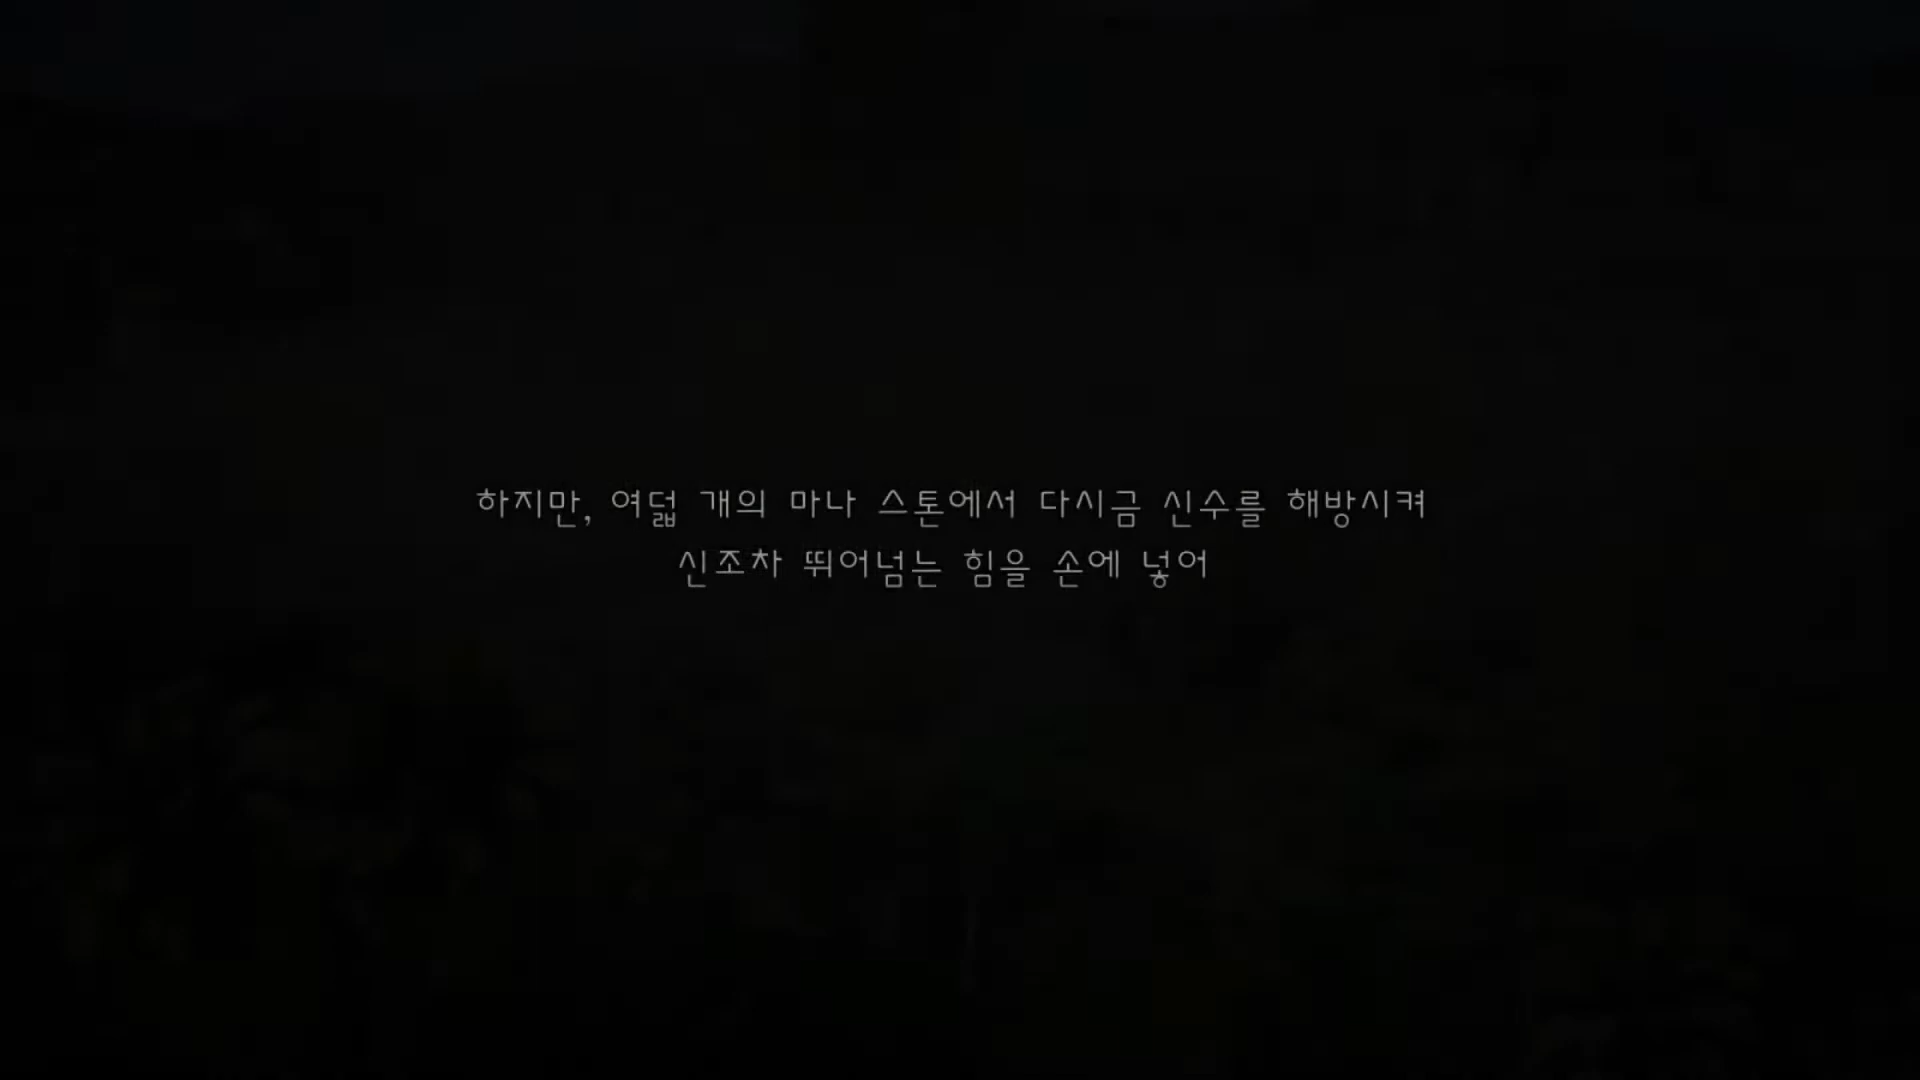 하지만, 여덟 개의 마나 스톤에서 다시금 신수를 해방시켜
신조차 뛰어넘는 힘을 손에 넣어